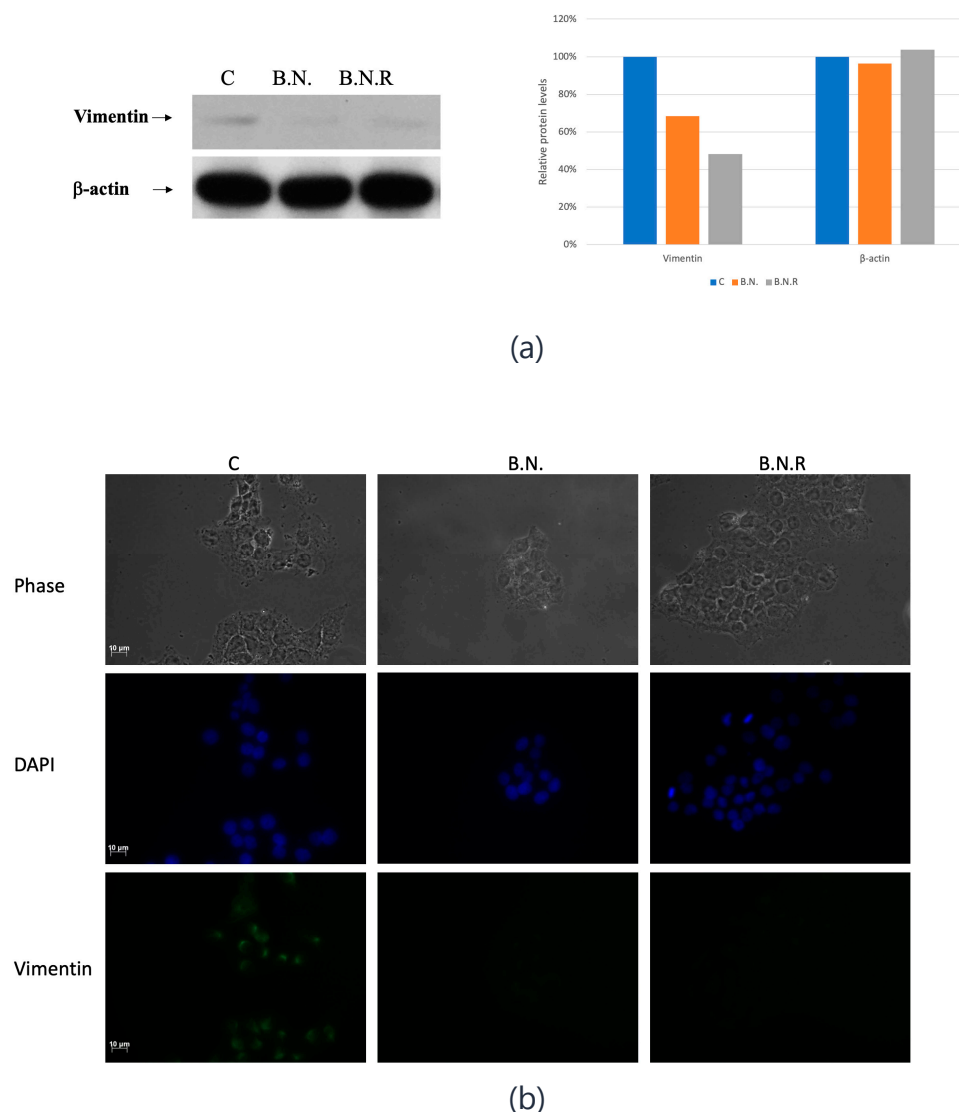 C B.N. B.N.R
Vimentin
β-actin
120%
100%
80%
60%
40%
20%
0%
Relative protein levels
Vimentin β-actin
C B.N. B.N.R
(a)
C B.N. B.N.R
Phase
10 µm
DAPI
10 µm
Vimentin
10 µm
(b)